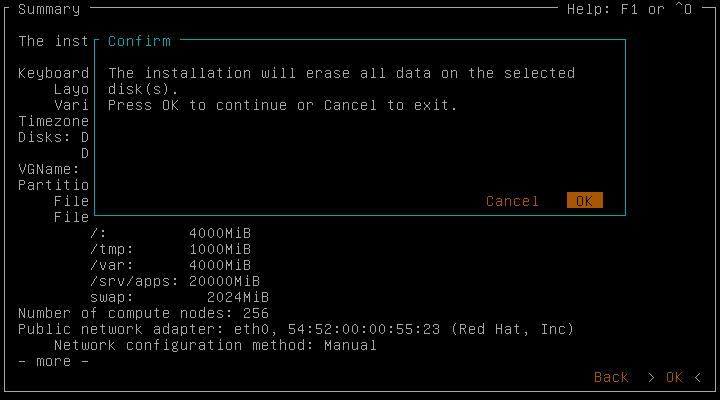 Summary Help: F1 or ^O
The inst
Confirm
Keyboard
The installation will erase all data on the selected
Layo
disk(s).
Vari
Press OK to continue or Cancel to exit.
Timezone
Disks: D
D
VGName:
Partitio
File
Cancel OK
File
/: 4000MiB
/tmp: 1000MiB
/var: 4000MiB
/srv/apps: 20000MiB
swap: 2024MiB
Number of compute nodes: 256
Public network adapter: eth0, 54:52:00:00:55:23 (Red Hat, Inc)
Network configuration method: Manual
- more -
Back > OK <